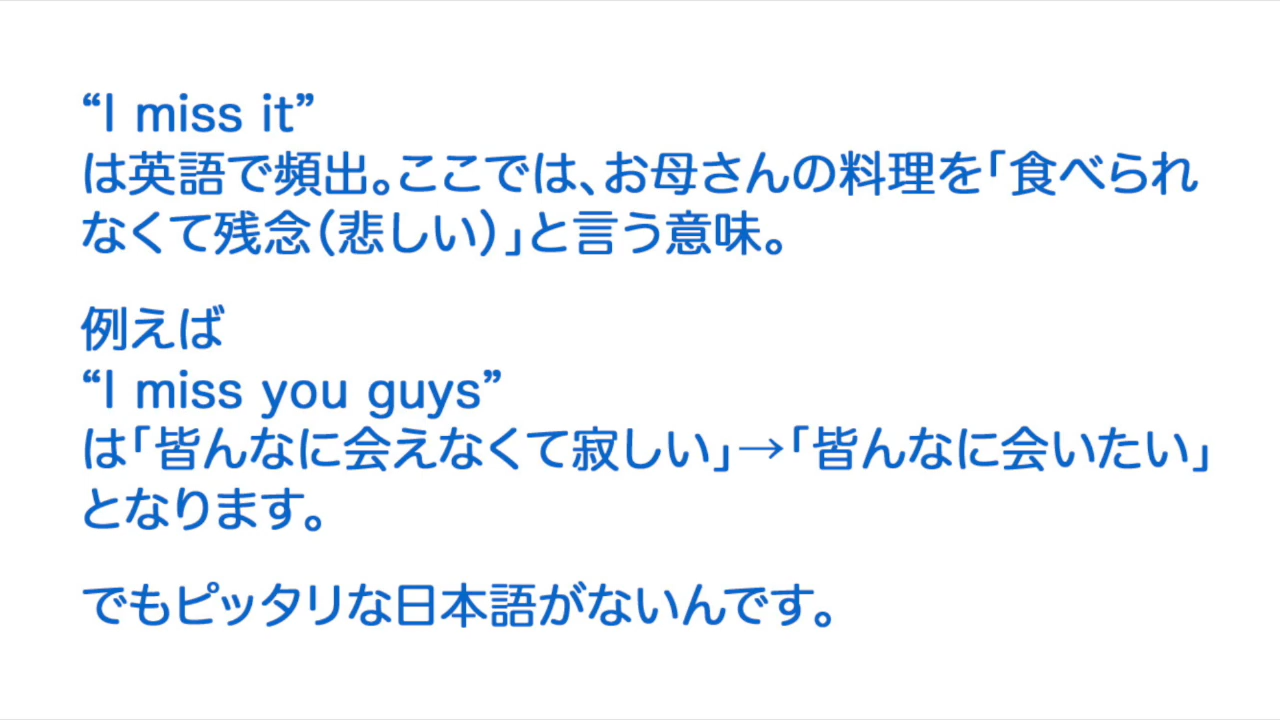 “I miss it”
は英語で頻出。ここでは、お母さんの料理を「食べられ
なくて残念(悲しい)」と言う意味。
例えば
“I miss you guys”
は「皆んなに会えなくて寂しい」→「皆んなに会いたい」
となります。
でもピッタリな日本語がないんです。